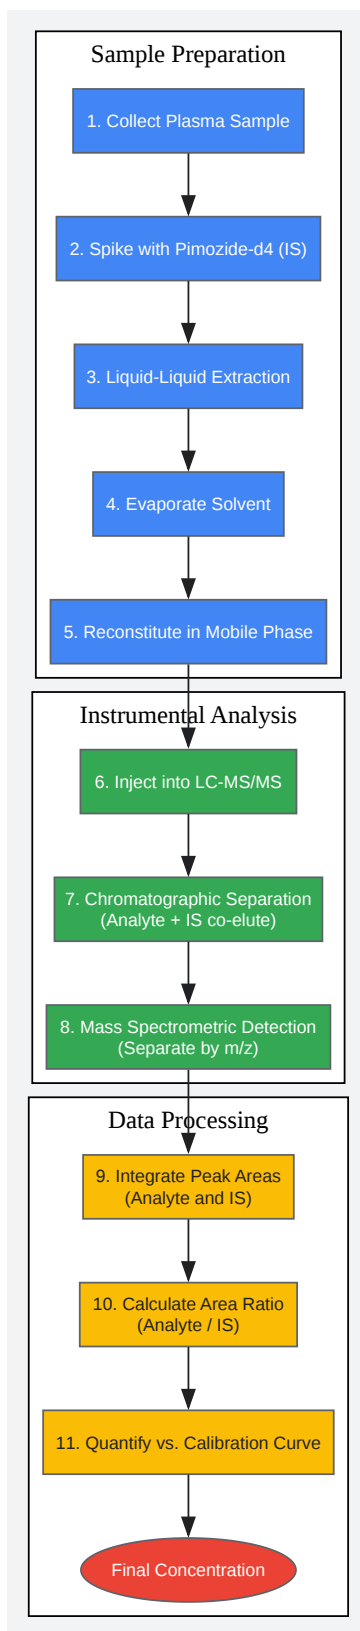 Sample Preparation
1. Collect Plasma Sample
2. Spike with Pimozide-d4 (IS)
3. Liquid-Liquid Extraction
4. Evaporate Solvent
5. Reconstitute in Mobile Phase
Instrumental Analysis
6. Inject into LC-MS/MS
7. Chromatographic Separation
(Analyte + IS co-elute)
8. Mass Spectrometric Detection
(Separate by m/z)
Data Processing
9. Integrate Peak Areas
(Analyte and IS)
10. Calculate Area Ratio
(Analyte / IS)
11. Quantify vs. Calibration Curve
Final Concentration